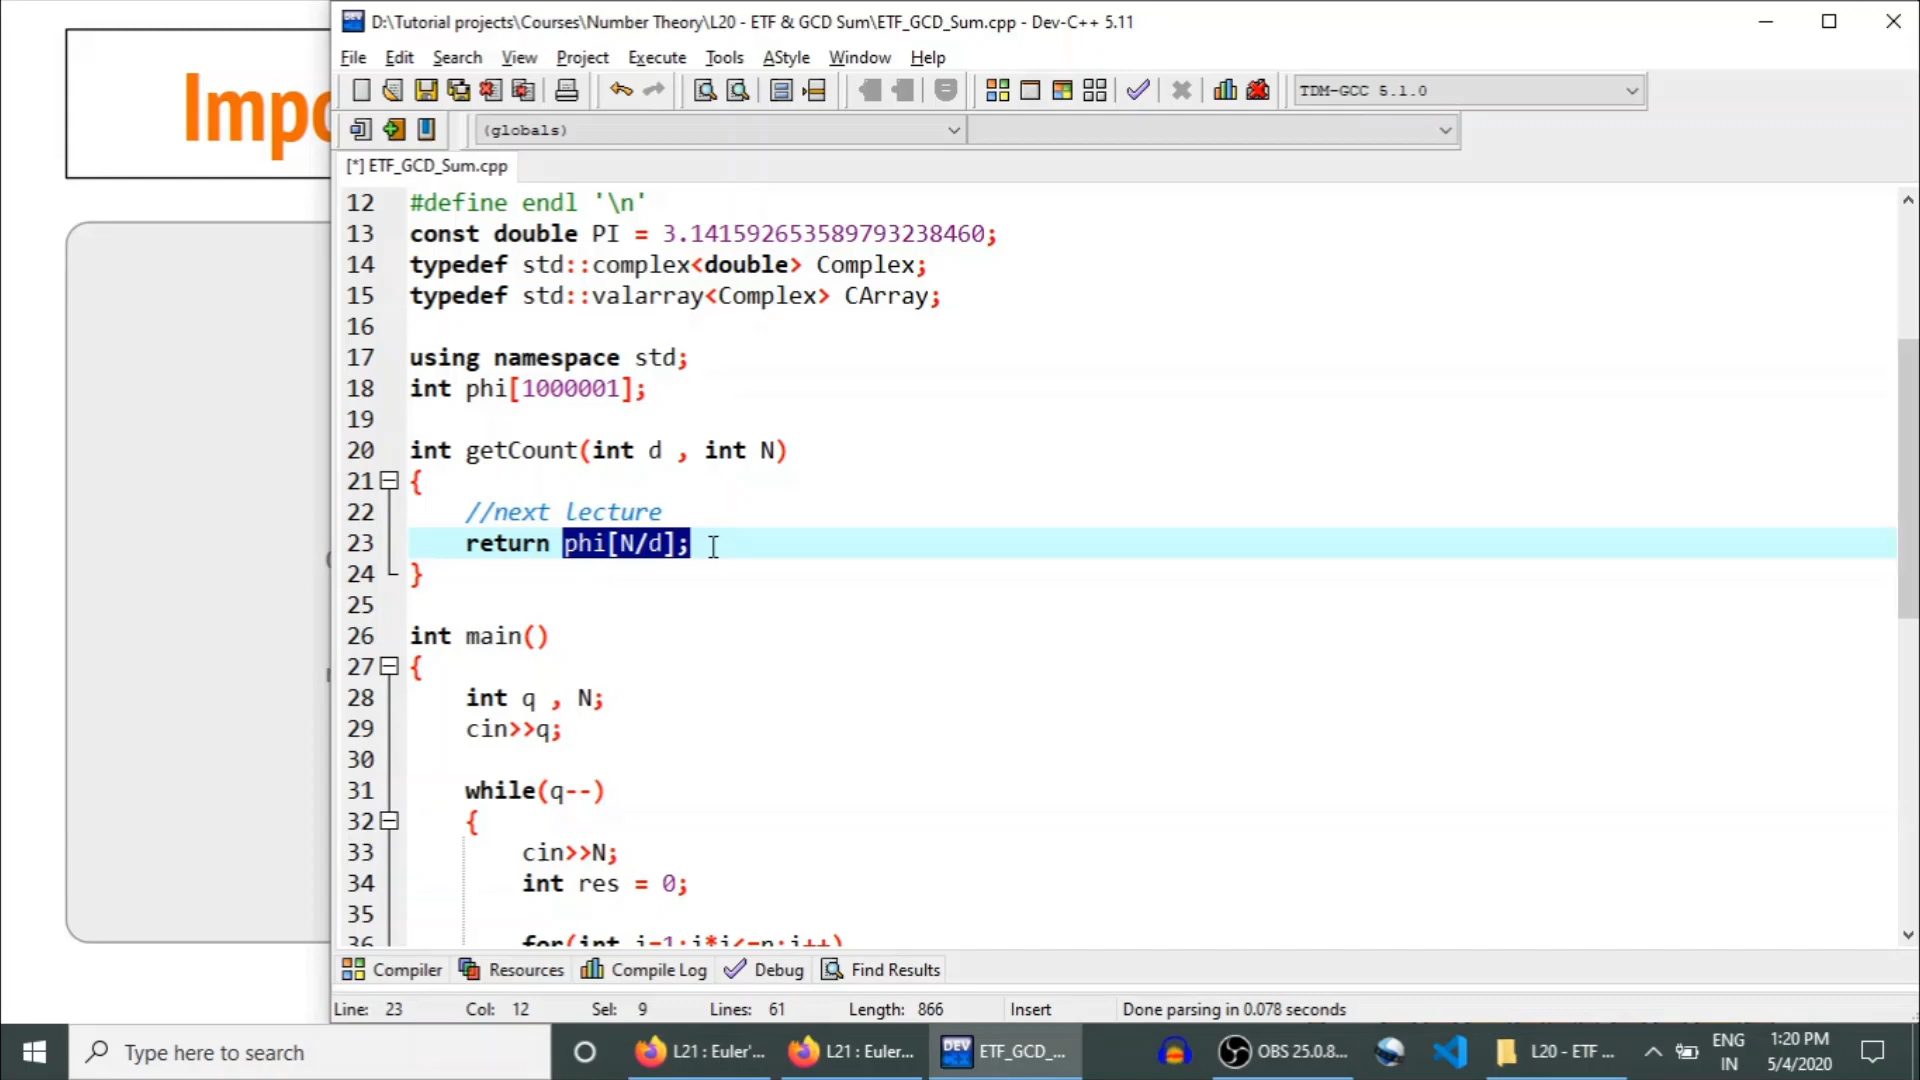 Impo
D:\Tutorial projects\Courses\Number Theory\L20 - ETF & GCD Sum\ETF_GCD_Sum.cpp - Dev-C++ 5.11
File Edit Search View Project Execute Tools AStyle Window Help
TDM-GCC 5.1.0
(globals)
[*] ETF_GCD_Sum.cpp
12 #define endl '\n'
13 const double PI = 3.141592653589793238460;
14 typedef std::complex<double> Complex;
15 typedef std::valarray<Complex> CArray;
16
17 using namespace std;
18 int phi[1000001];
19
20 int getCount(int d , int N)
21 {
22 //next lecture
23 return phi[N/d];
24 }
25
26 int main()
27 {
28 int q , N;
29 cin>>q;
30
31 while(q--)
32 {
33 cin>>N;
34 int res = 0;
35
36 for(int i=1;i*i<=n;i++)
Compiler Resources Compile Log Debug Find Results
Line: 23 Col: 12 Sel: 9 Lines: 61 Length: 866 Insert Done parsing in 0.078 seconds
Type here to search L21 : Euler'... L21 : Euler... DEV ETF_GCD_... OBS 25.0.8... L20 - ETF ... ENG 1:20 PM
IN 5/4/2020